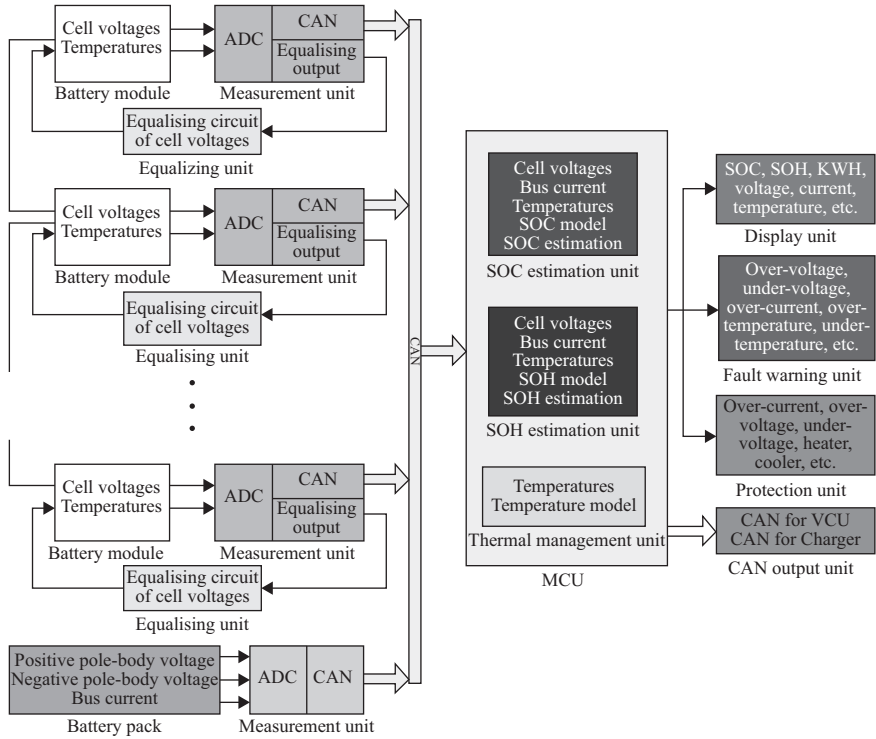 Cell voltages
Temperatures
Battery module
ADC
CAN
Equalising
output
Measurement unit
Equalising circuit
of cell voltages
Equalizing unit
Cell voltages
Temperatures
Battery module
ADC
CAN
Equalising
output
Measurement unit
Equalising circuit
of cell voltages
Equalising unit
Cell voltages
Temperatures
Battery module
ADC
CAN
Equalising
output
Measurement unit
Equalising circuit
of cell voltages
Equalising unit
Positive pole-body voltage
Negative pole-body voltage
Bus current
Battery pack
ADC
CAN
Measurement unit
CAN
Cell voltages
Bus current
Temperatures
SOC model
SOC estimation
SOC estimation unit
Cell voltages
Bus current
Temperatures
SOH model
SOH estimation
SOH estimation unit
Temperatures
Temperature model
Thermal management unit
MCU
SOC, SOH, KWH,
voltage, current,
temperature, etc.
Display unit
Over-voltage,
under-voltage,
over-current, over-
temperature, under-
temperature, etc.
Fault warning unit
Over-current, over-
voltage, under-
voltage, heater,
cooler, etc.
Protection unit
CAN for VCU
CAN for Charger
CAN output unit